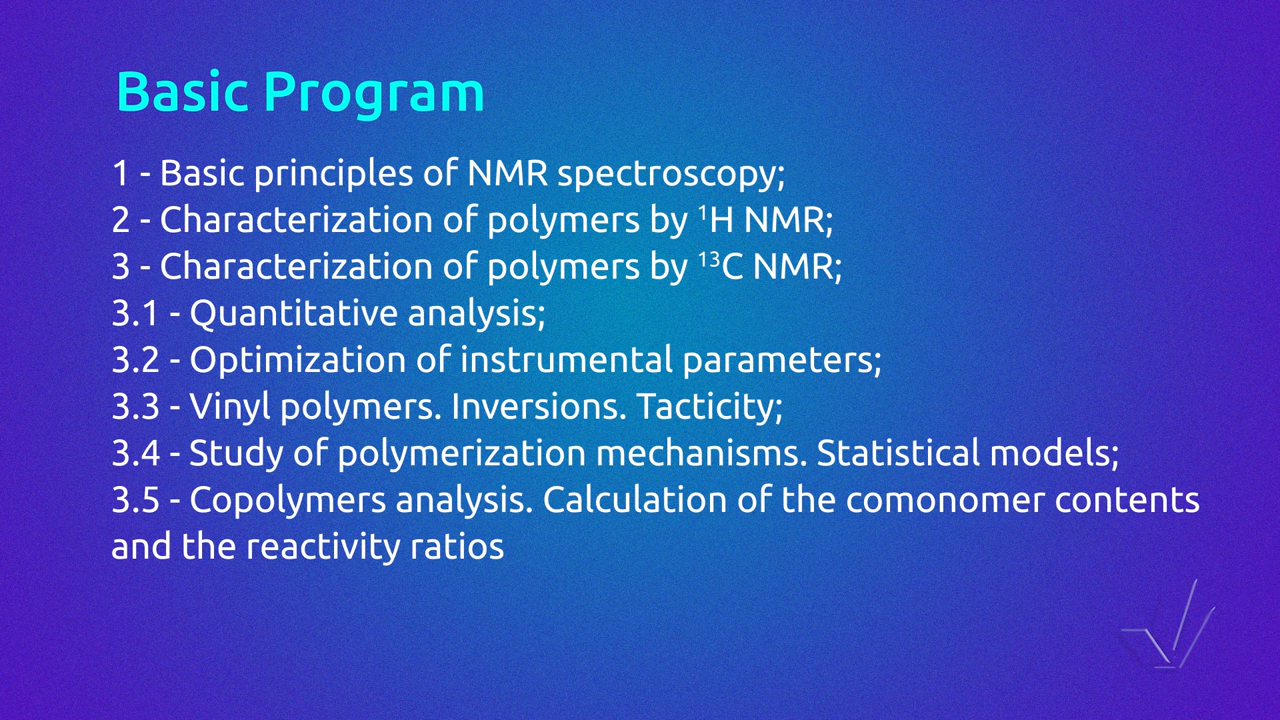 Basic Program
1 - Basic principles of NMR spectroscopy;
2 - Characterization of polymers by ¹H NMR;
3 - Characterization of polymers by ¹³C NMR;
3.1 - Quantitative analysis;
3.2 - Optimization of instrumental parameters;
3.3 - Vinyl polymers. Inversions. Tacticity;
3.4 - Study of polymerization mechanisms. Statistical models;
3.5 - Copolymers analysis. Calculation of the comonomer contents
and the reactivity ratios